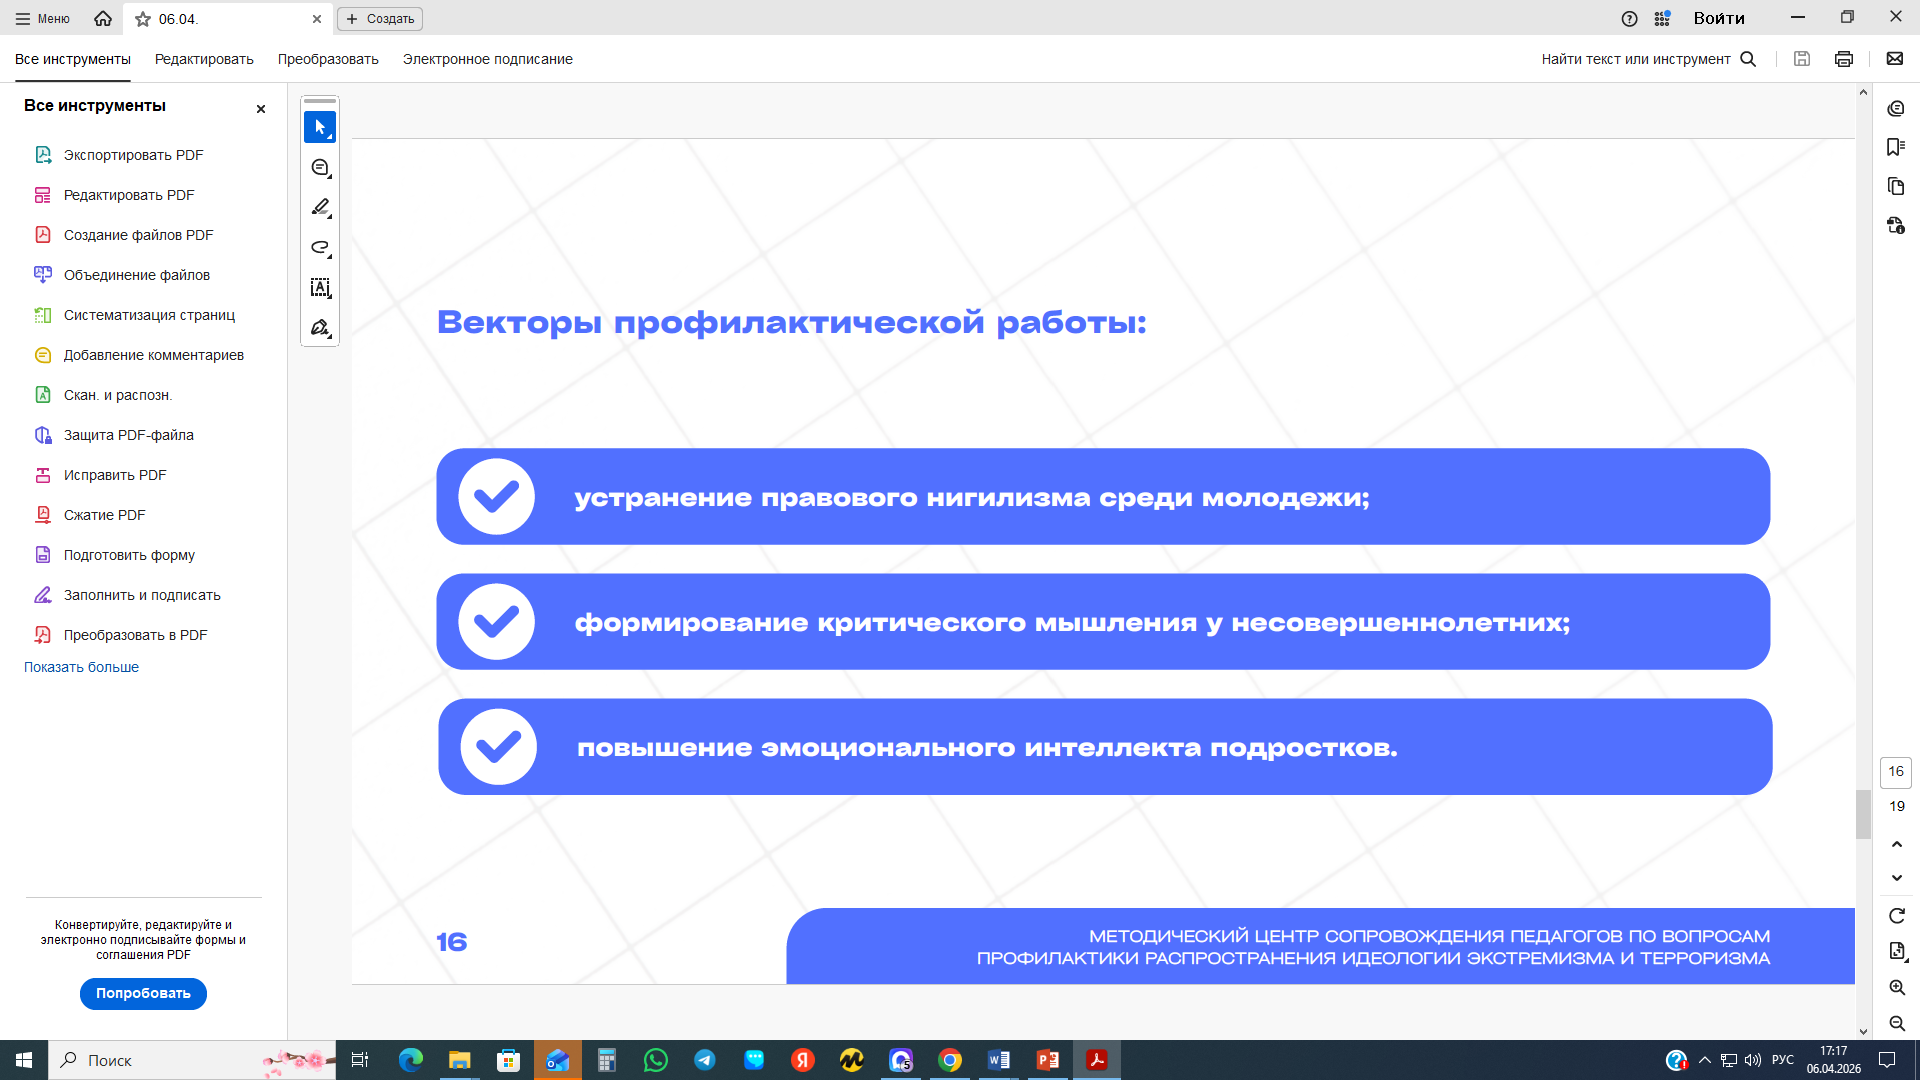 Меню
06.04.
Создать
Войти
Все инструменты
Редактировать
Преобразовать
Электронное подписание
Найти текст или инструмент
Все инструменты
Экспортировать PDF
Редактировать PDF
Создание файлов PDF
Объединение файлов
Систематизация страниц
Добавление комментариев
Скан. и распозн.
Защита PDF-файла
Исправить PDF
Сжатие PDF
Подготовить форму
Заполнить и подписать
Преобразовать в PDF
Показать больше
Конвертируйте, редактируйте и
электронно подписывайте формы и
соглашения PDF
Попробовать
Векторы профилактической работы:
устранение правового нигилизма среди молодежи;
формирование критического мышления у несовершеннолетних;
повышение эмоционального интеллекта подростков.
16
МЕТОДИЧЕСКИЙ ЦЕНТР СОПРОВОЖДЕНИЯ ПЕДАГОГОВ ПО ВОПРОСАМ
ПРОФИЛАКТИКИ РАСПРОСТРАНЕНИЯ ИДЕОЛОГИИ ЭКСТРЕМИЗМА И ТЕРРОРИЗМА
16
19
Поиск
5
РУС
17:17
06.04.2026